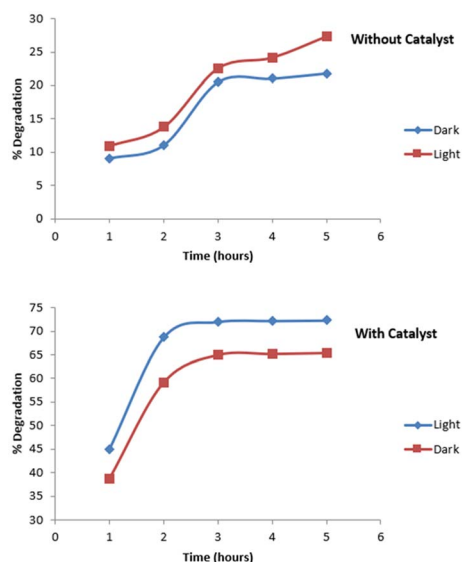 30
25
20
15
10
5
0
% Degradation
0 1 2 3 4 5 6
Time (hours)
Without Catalyst
Dark
Light
75
70
65
60
55
50
45
40
35
30
% Degradation
0 1 2 3 4 5 6
Time (hours)
With Catalyst
Light
Dark